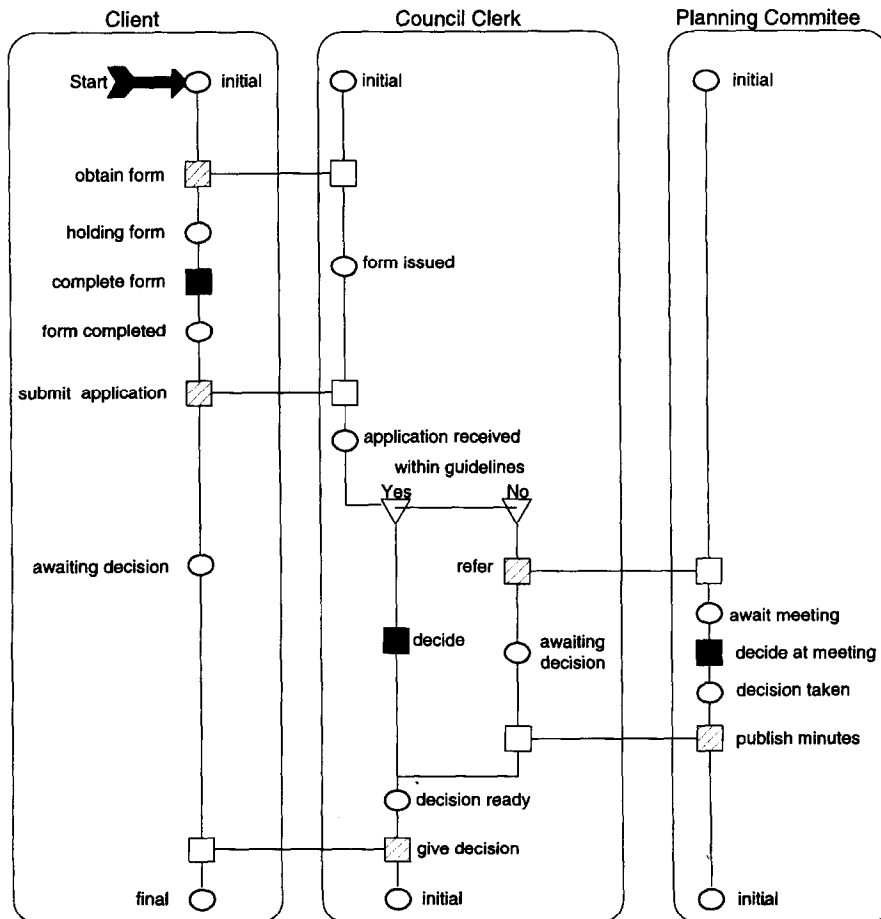 Client
Council Clerk
Planning Commitee
Start
initial
initial
initial
obtain form
holding form
form issued
complete form
form completed
submit application
application received
within guidelines
Yes
No
awaiting decision
refer
await meeting
decide
awaiting
decision
decide at meeting
decision taken
publish minutes
decision ready
give decision
final
initial
initial